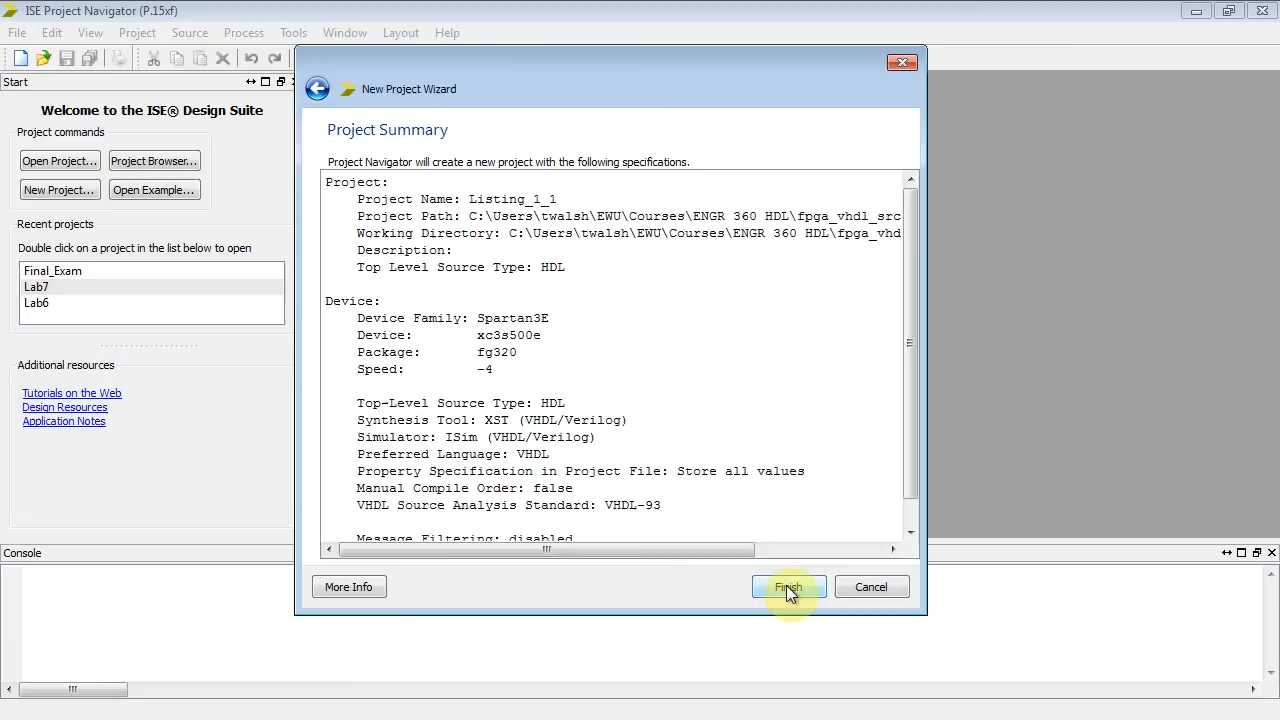 ISE Project Navigator (P.15xf)
File Edit View Project Source Process Tools Window Layout Help
Start
Welcome to the ISE® Design Suite
Project commands
Open Project... Project Browser...
New Project... Open Example...
Recent projects
Double click on a project in the list below to open
Final_Exam
Lab7
Lab6
Additional resources
Tutorials on the Web
Design Resources
Application Notes
New Project Wizard
Project Summary
Project Navigator will create a new project with the following specifications.
Project:
Project Name: Listing_1_1
Project Path: C:\Users\twalsh\EWU\Courses\ENGR 360 HDL\fpga_vhdl_src
Working Directory: C:\Users\twalsh\EWU\Courses\ENGR 360 HDL\fpga_vhd
Description:
Top Level Source Type: HDL
Device:
Device Family: Spartan3E
Device: xc3s500e
Package: fg320
Speed: -4
Top-Level Source Type: HDL
Synthesis Tool: XST (VHDL/Verilog)
Simulator: ISim (VHDL/Verilog)
Preferred Language: VHDL
Property Specification in Project File: Store all values
Manual Compile Order: false
VHDL Source Analysis Standard: VHDL-93
Message Filtering: disabled
More Info Finish Cancel
Console